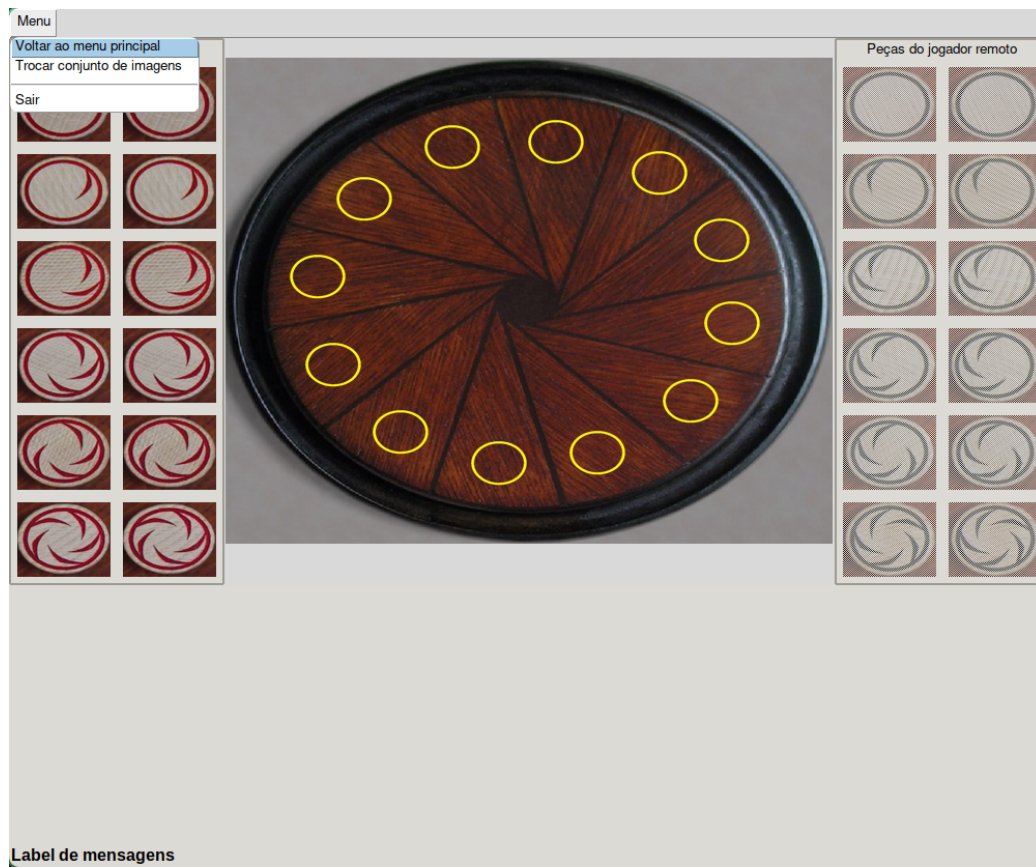 Menu
Voltar ao menu principal
Trocar conjunto de imagens
Sair
Peças do jogador remoto
Label de mensagens